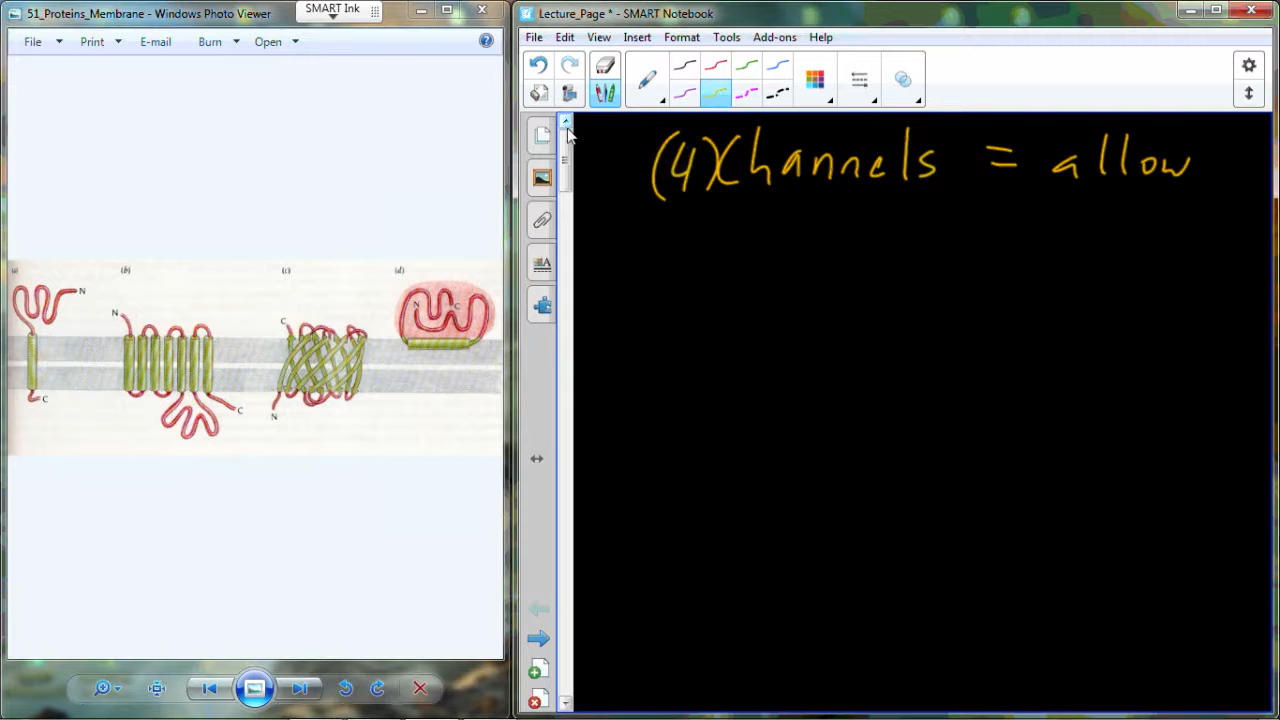 51_Proteins_Membrane - Windows Photo Viewer
SMART Ink
File Print E-mail Burn Open
(a) (b) (c) (d)
N
C
N
C
C
N
N C
Lecture_Page * - SMART Notebook
File Edit View Insert Format Tools Add-ons Help
(4) Channels = allow